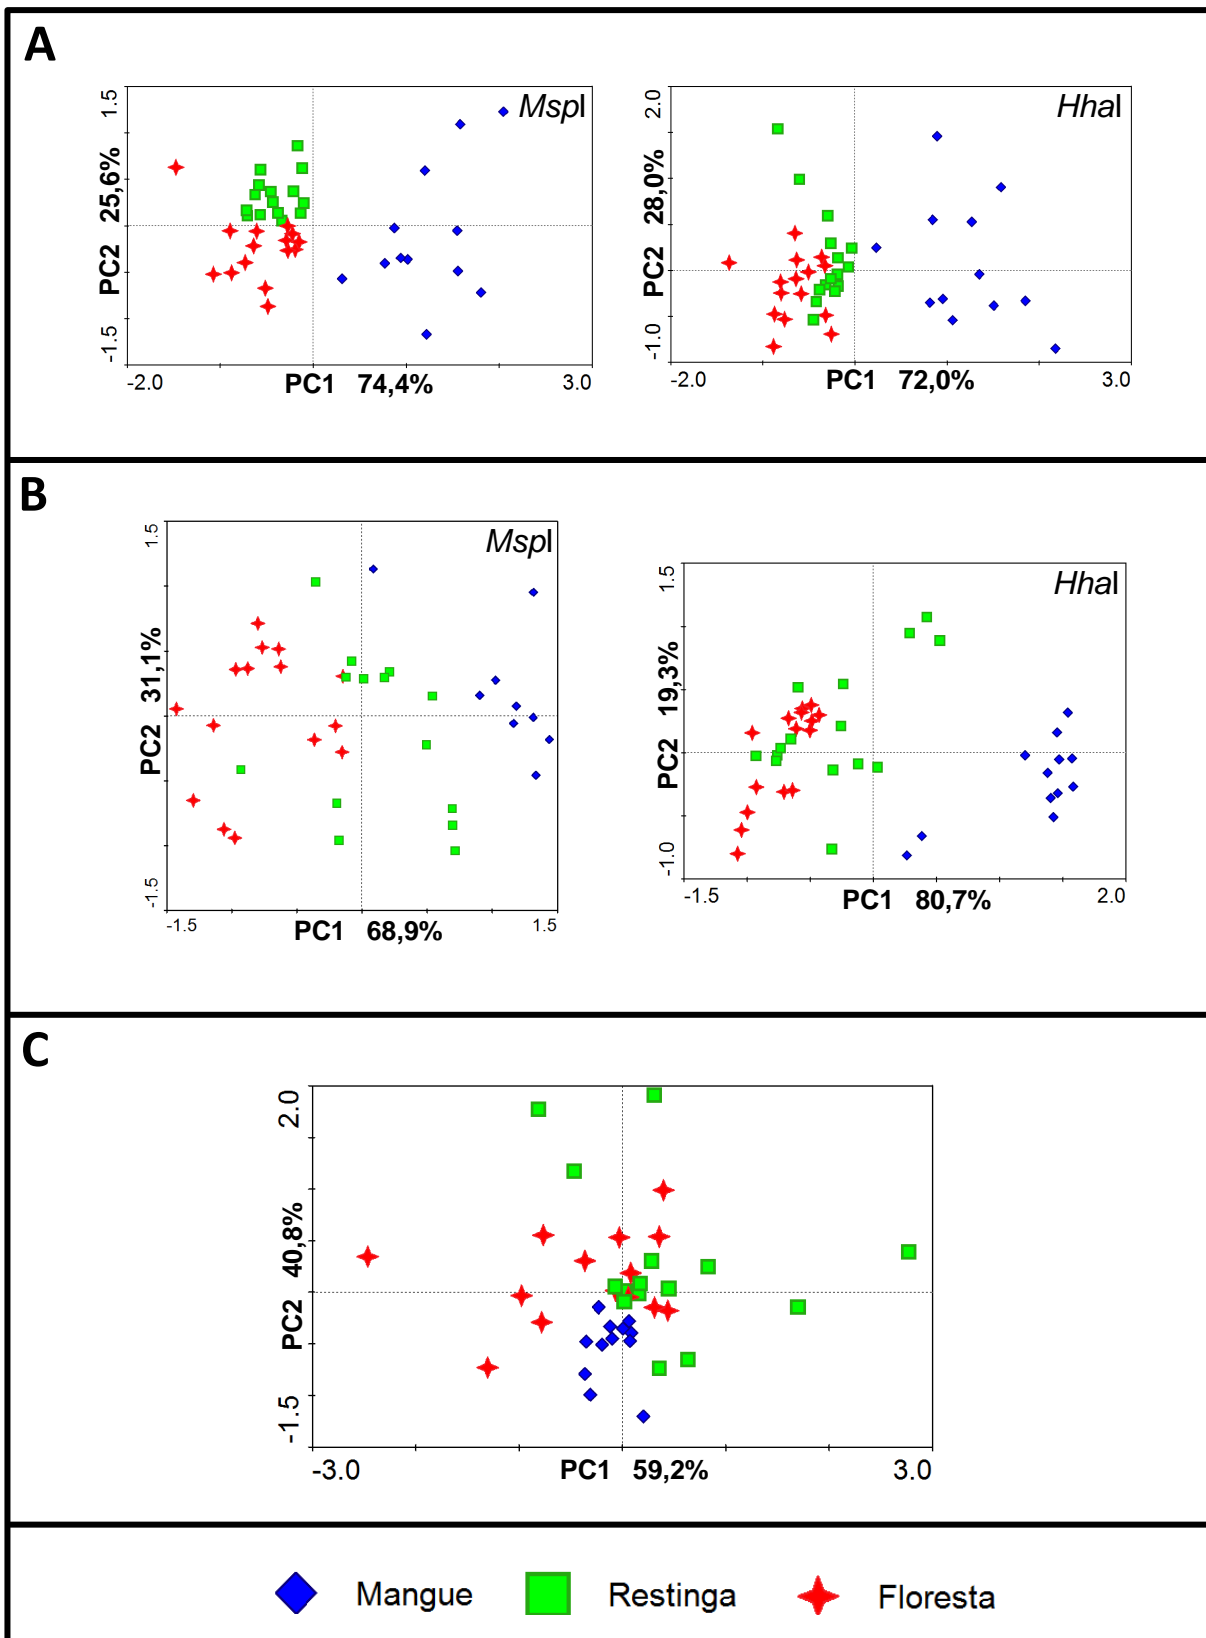 A
MspI
1.5
PC2 25,6%
-1.5
-2.0
PC1 74,4%
3.0
HhaI
2.0
PC2 28,0%
-1.0
-2.0
PC1 72,0%
3.0
B
MspI
1.5
PC2 31,1%
-1.5
-1.5
PC1 68,9%
1.5
HhaI
1.5
PC2 19,3%
-1.0
-1.5
PC1 80,7%
2.0
C
2.0
PC2 40,8%
-1.5
-3.0
PC1 59,2%
3.0
Mangue Restinga Floresta